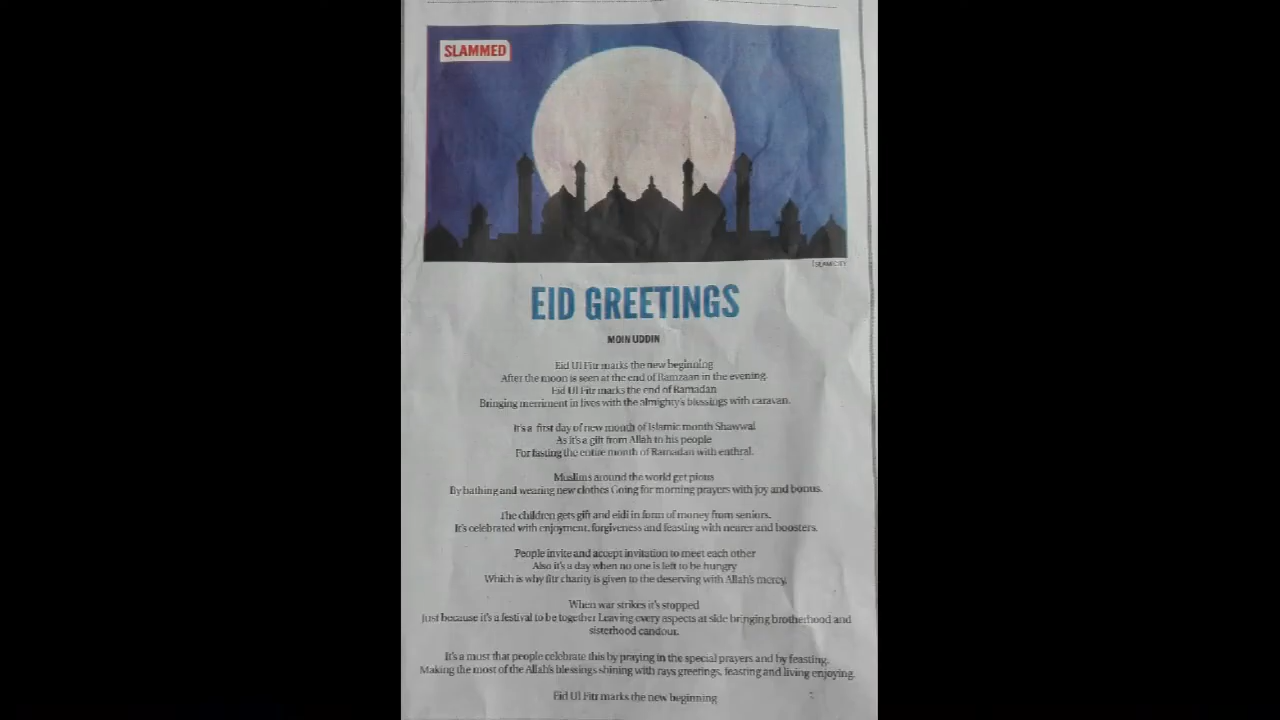 SLAMMED
EID GREETINGS
MOIN UDDIN
Eid Ul Fitr marks the new beginning
After the moon is seen at the end of Ramzaan in the evening.
Eid Ul Fitr marks the end of Ramadan
Bringing merriment in lives with the almighty's blessings with caravan.
It's a first day of new month of Islamic month Shawwal
As it's a gift from Allah to his people
For fasting the entire month of Ramadan with enthral.
Muslims around the world get pious
By bathing and wearing new clothes Going for morning prayers with joy and bonus.
The children gets gift and eidi in form of money from seniors.
It's celebrated with enjoyment, forgiveness and feasting with nearer and boosters.
People invite and accept invitation to meet each other
Also it's a day when no one is left to be hungry
Which is why fitr charity is given to the deserving with Allah's mercy.
When war strikes it's stopped
Just because it's a festival to be together Leaving every aspects at side bringing brotherhood and
sisterhood candour.
It's a must that people celebrate this by praying in the special prayers and by feasting.
Making the most of the Allah's blessings shining with rays greetings, feasting and living enjoying.
Eid Ul Fitr marks the new beginning